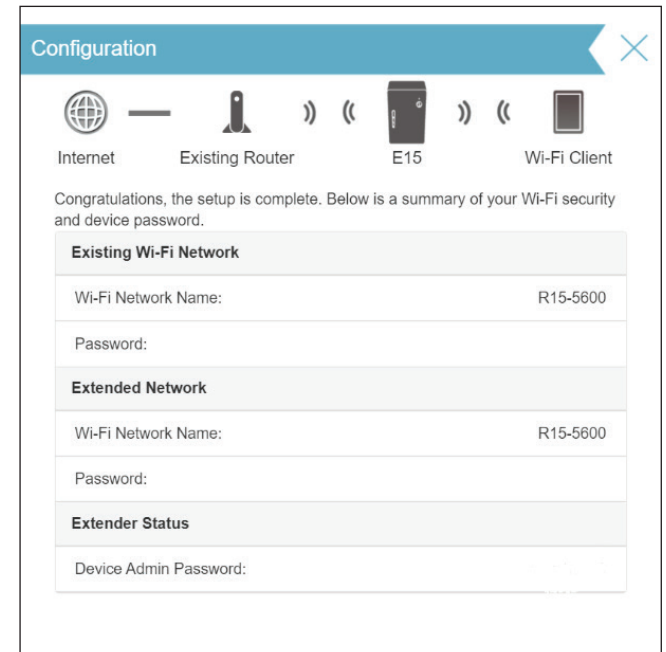 Configuration
Internet Existing Router E15 Wi-Fi Client
Congratulations, the setup is complete. Below is a summary of your Wi-Fi security
and device password.
Existing Wi-Fi Network
Wi-Fi Network Name: R15-5600
Password:
Extended Network
Wi-Fi Network Name: R15-5600
Password:
Extender Status
Device Admin Password: